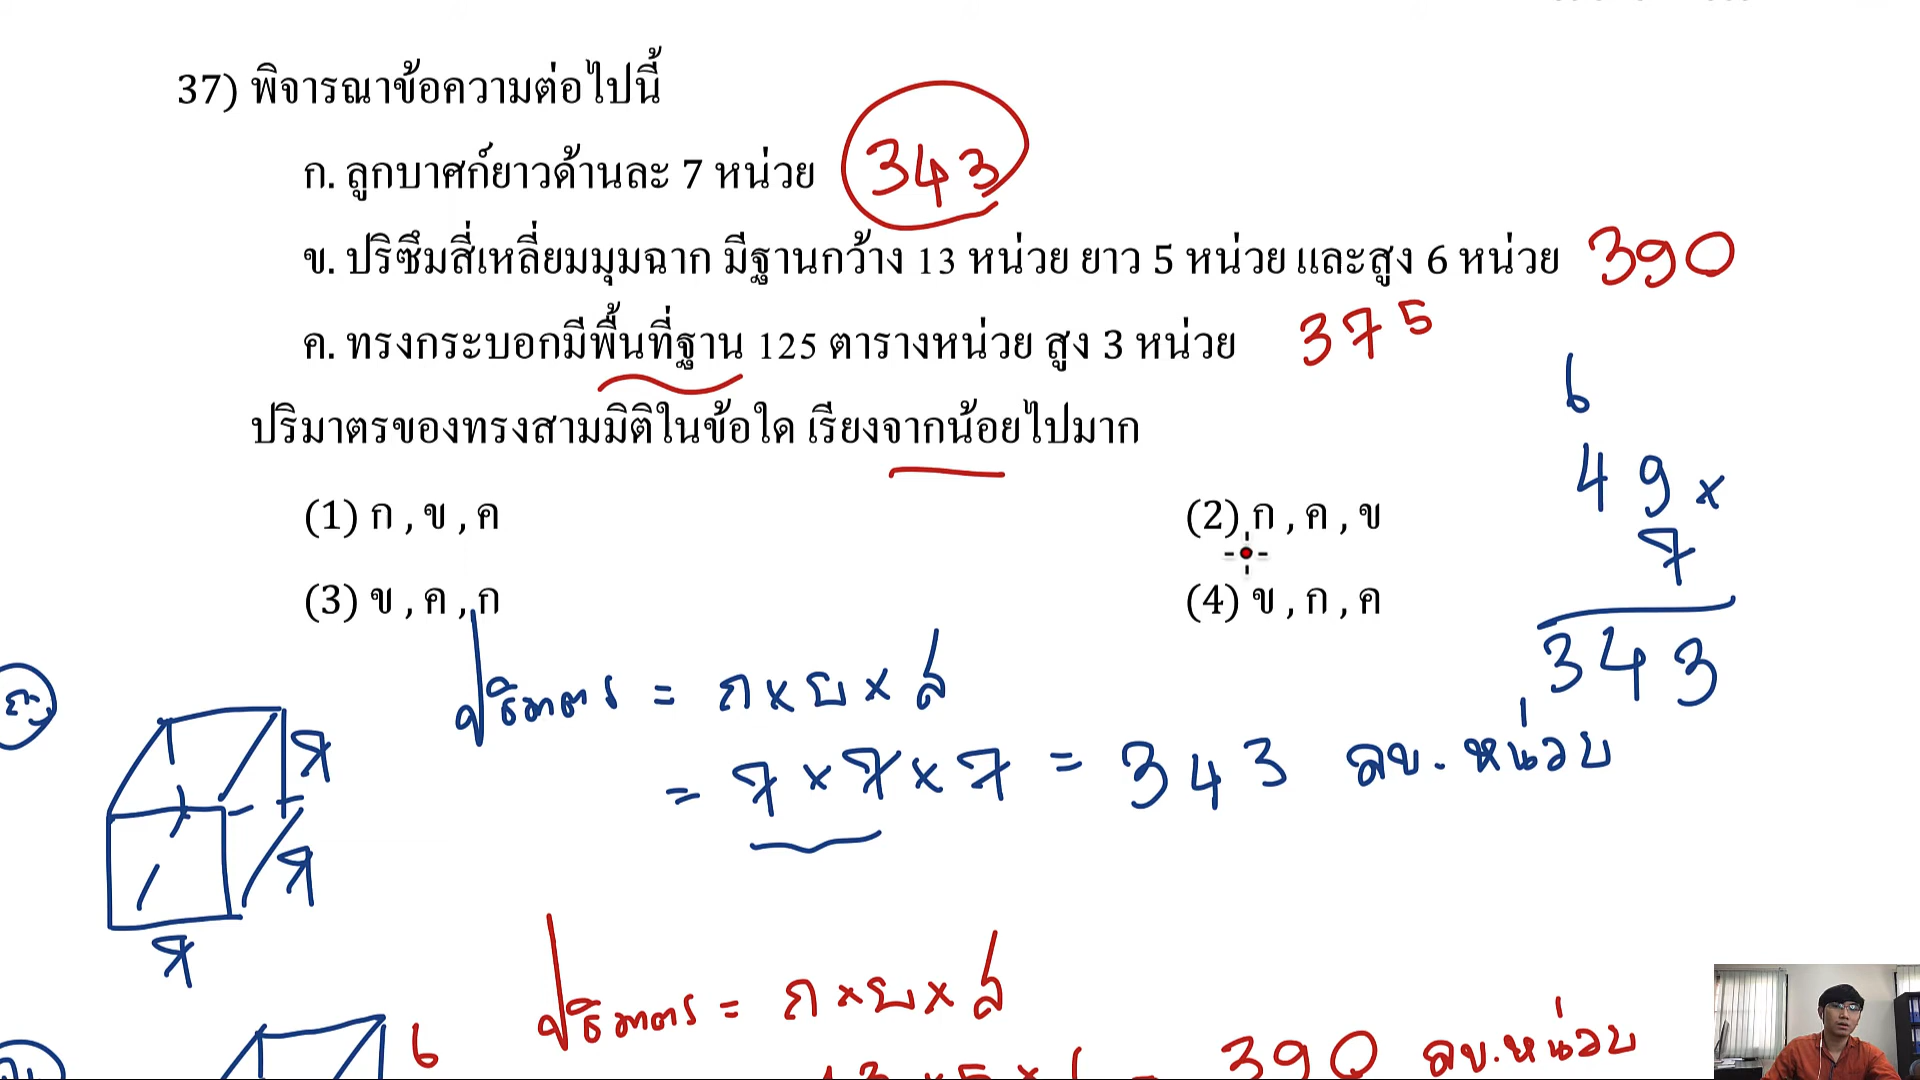 37) พิจารณาข้อความต่อไปนี้
ก. ลูกบาศก์ยาวด้านละ 7 หน่วย 343
ข. ปริซึมสี่เหลี่ยมมุมฉาก มีฐานกว้าง 13 หน่วย ยาว 5 หน่วย และสูง 6 หน่วย 390
ค. ทรงกระบอกมีพื้นที่ฐาน 125 ตารางหน่วย สูง 3 หน่วย 375
ปริมาตรของทรงสามมิติในข้อใด เรียงจากน้อยไปมาก
6
49 x
7
343
(1) ก , ข , ค (2) ก , ค , ข
(3) ข , ค , ก (4) ข , ก , ค
ก
ปริมาตร = ก x ย x ส
= 7 x 7 x 7 = 343 ลบ. หน่วย
7
7
7
ปริมาตร = ก x ย x ส
6
13 x 5 x 6 = 390 ลบ. หน่วย